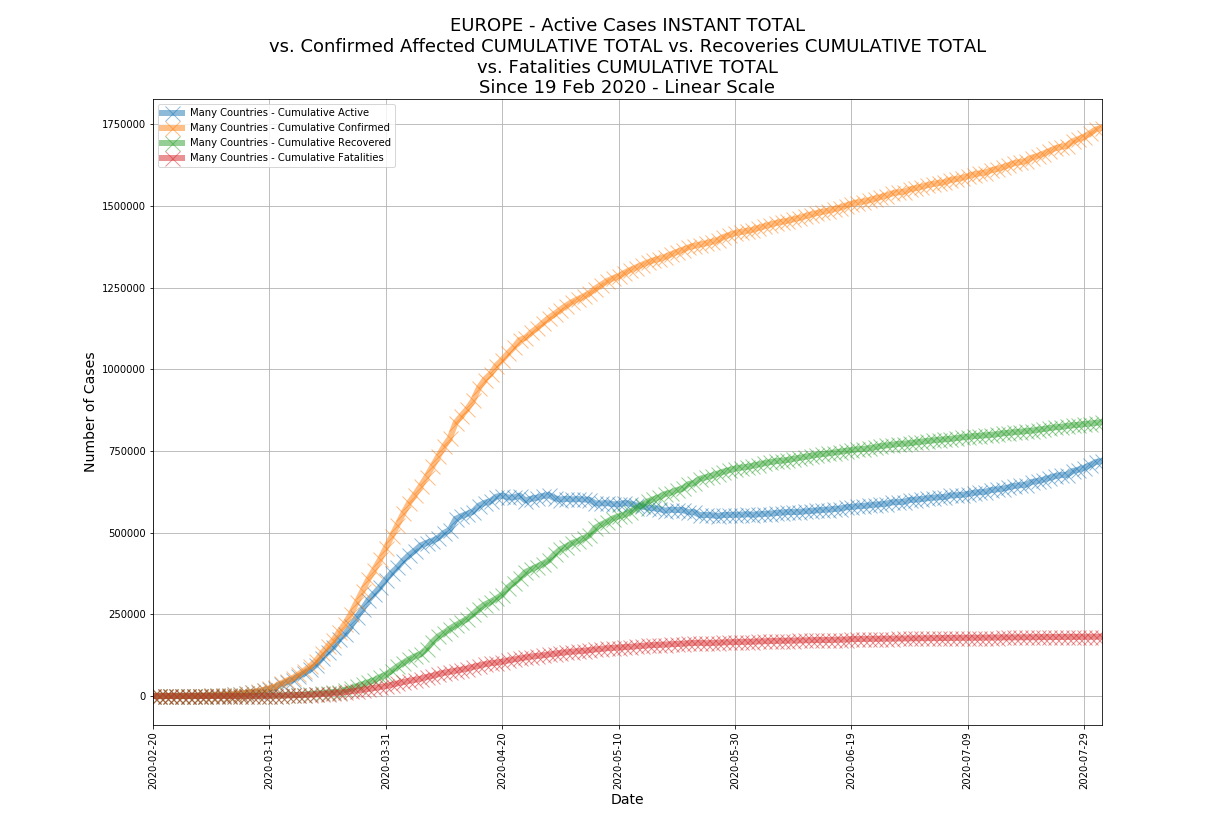 EUROPE - Active Cases INSTANT TOTAL
vs. Confirmed Affected CUMULATIVE TOTAL vs. Recoveries CUMULATIVE TOTAL
vs. Fatalities CUMULATIVE TOTAL
Since 19 Feb 2020 - Linear Scale
Many Countries - Cumulative Active
Many Countries - Cumulative Confirmed
Many Countries - Cumulative Recovered
Many Countries - Cumulative Fatalities
Number of Cases
1750000
1500000
1250000
1000000
750000
500000
250000
0
2020-02-20
2020-03-11
2020-03-31
2020-04-20
2020-05-10
2020-05-30
2020-06-19
2020-07-09
2020-07-29
Date